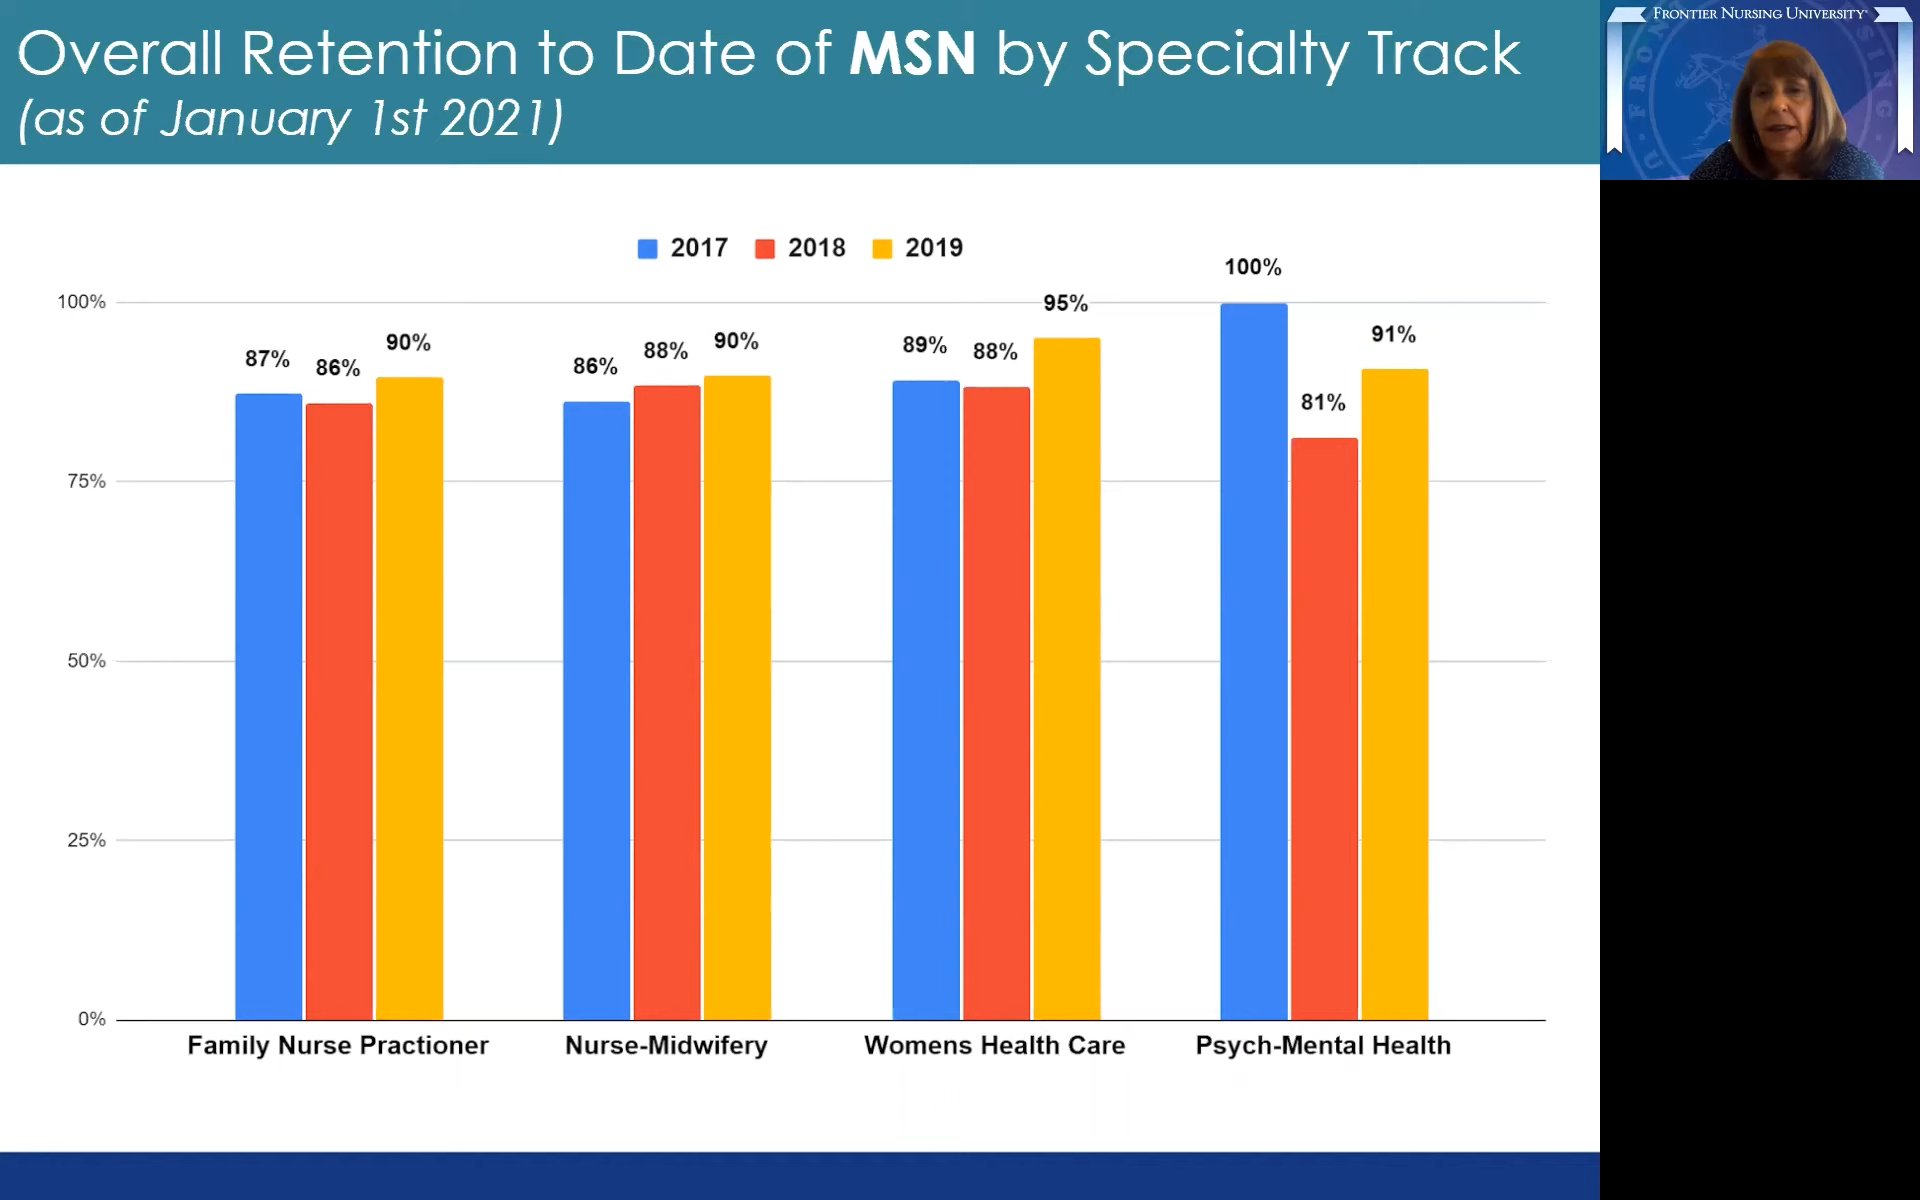 Overall Retention to Date of MSN by Specialty Track
(as of January 1st 2021)
FRONTIER NURSING UNIVERSITY
2017 2018 2019
100%
75%
50%
25%
0%
87% 86% 90%
86% 88% 90%
89% 88% 95%
100% 81% 91%
Family Nurse Practioner Nurse-Midwifery Womens Health Care Psych-Mental Health